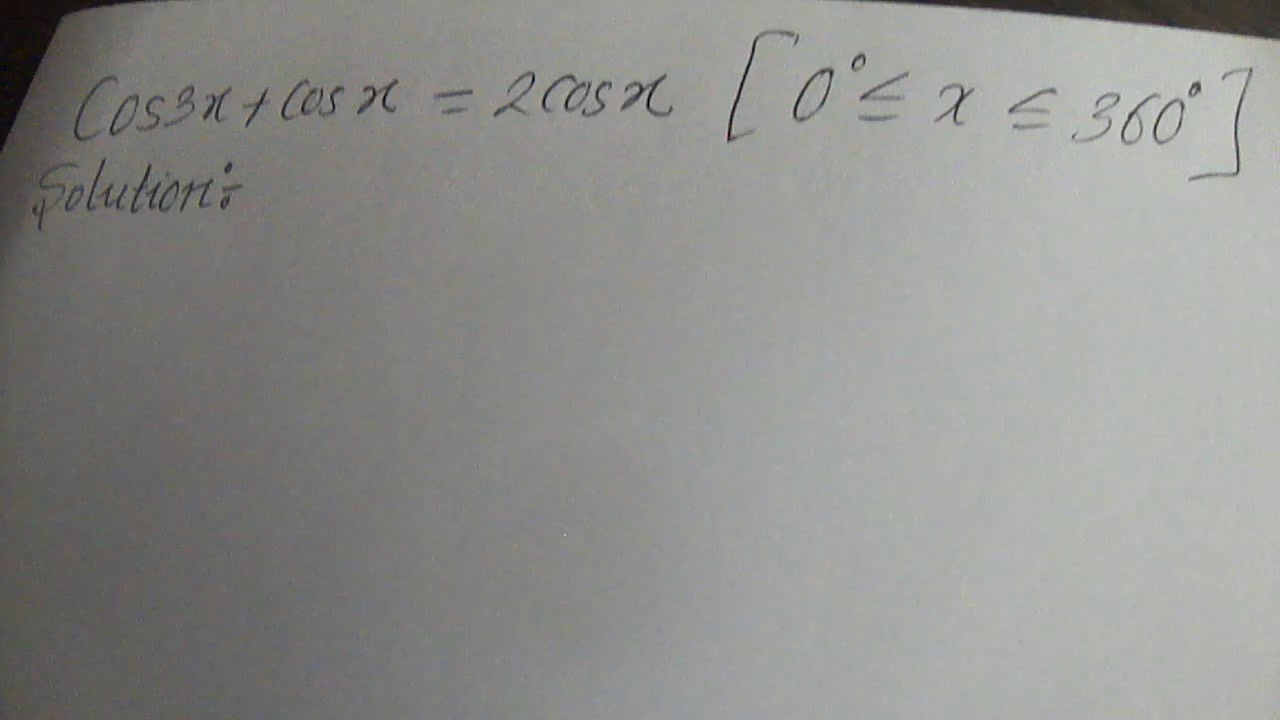 Cos3x + Cos x = 2Cos x [0° ≤ x ≤ 360°]
Solution:-